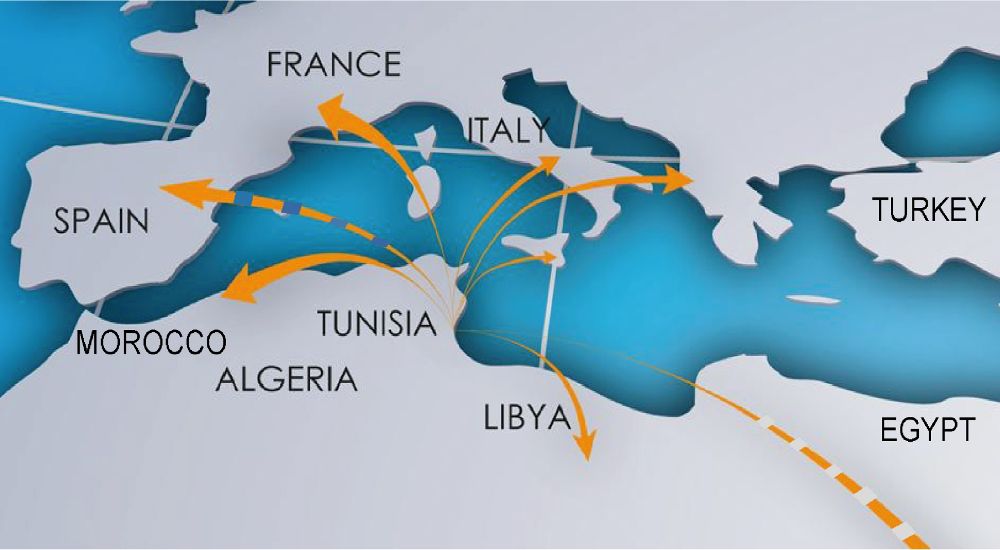 FRANCE
ITALY
SPAIN
TURKEY
TUNISIA
MOROCCO
ALGERIA
LIBYA
EGYPT